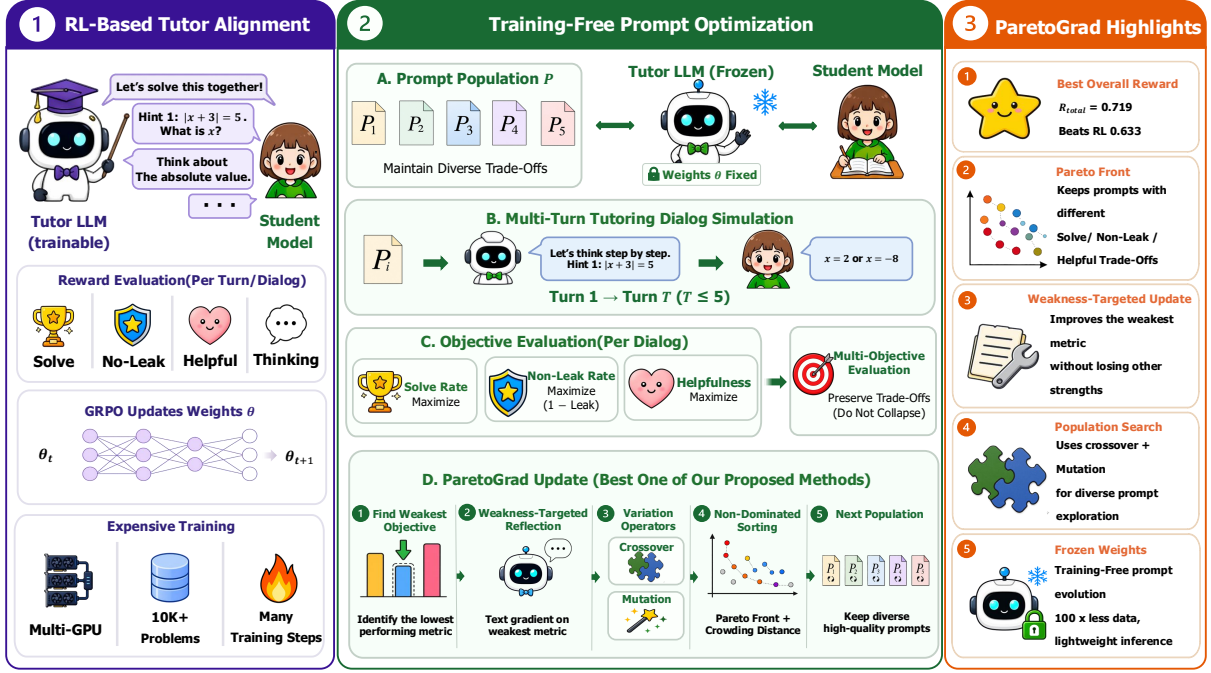 1 RL-Based Tutor Alignment
Let's solve this together!
Hint 1: |x + 3| = 5 .
What is x?
Think about
The absolute value.
. . .
Tutor LLM
(trainable)
Student
Model
Reward Evaluation(Per Turn/Dialog)
Solve
No-Leak
Helpful
Thinking
GRPO Updates Weights θ
θt
θt+1
Expensive Training
Multi-GPU
10K+
Problems
Many
Training Steps
2 Training-Free Prompt Optimization
A. Prompt Population P
P1 P2 P3 P4 P5
Maintain Diverse Trade-Offs
Tutor LLM (Frozen)
Weights θ Fixed
Student Model
B. Multi-Turn Tutoring Dialog Simulation
Pi
Let's think step by step.
Hint 1: |x + 3| = 5
x = 2 or x = −8
Turn 1 → Turn T (T ≤ 5)
C. Objective Evaluation(Per Dialog)
Solve Rate
Maximize
Non-Leak Rate
Maximize
(1 − Leak)
Helpfulness
Maximize
Multi-Objective
Evaluation
Preserve Trade-Offs
(Do Not Collapse)
D. ParetoGrad Update (Best One of Our Proposed Methods)
1 Find Weakest
Objective
Identify the lowest
performing metric
2 Weakness-Targeted
Reflection
Text gradient on
weakest metric
3 Variation
Operators
Crossover
Mutation
4 Non-Dominated
Sorting
Pareto Front +
Crowding Distance
5 Next Population
P1 P2 P3 P4 P5
Keep diverse
high-quality prompts
3 ParetoGrad Highlights
1
Best Overall Reward
Rtotal = 0.719
Beats RL 0.633
2
Pareto Front
Keeps prompts with
different
Solve/ Non-Leak /
Helpful Trade-Offs
3
Weakness-Targeted Update
Improves the weakest
metric
without losing other
strengths
4
Population Search
Uses crossover +
Mutation
for diverse prompt
exploration
5
Frozen Weights
Training-Free prompt
evolution
100 x less data,
lightweight inference